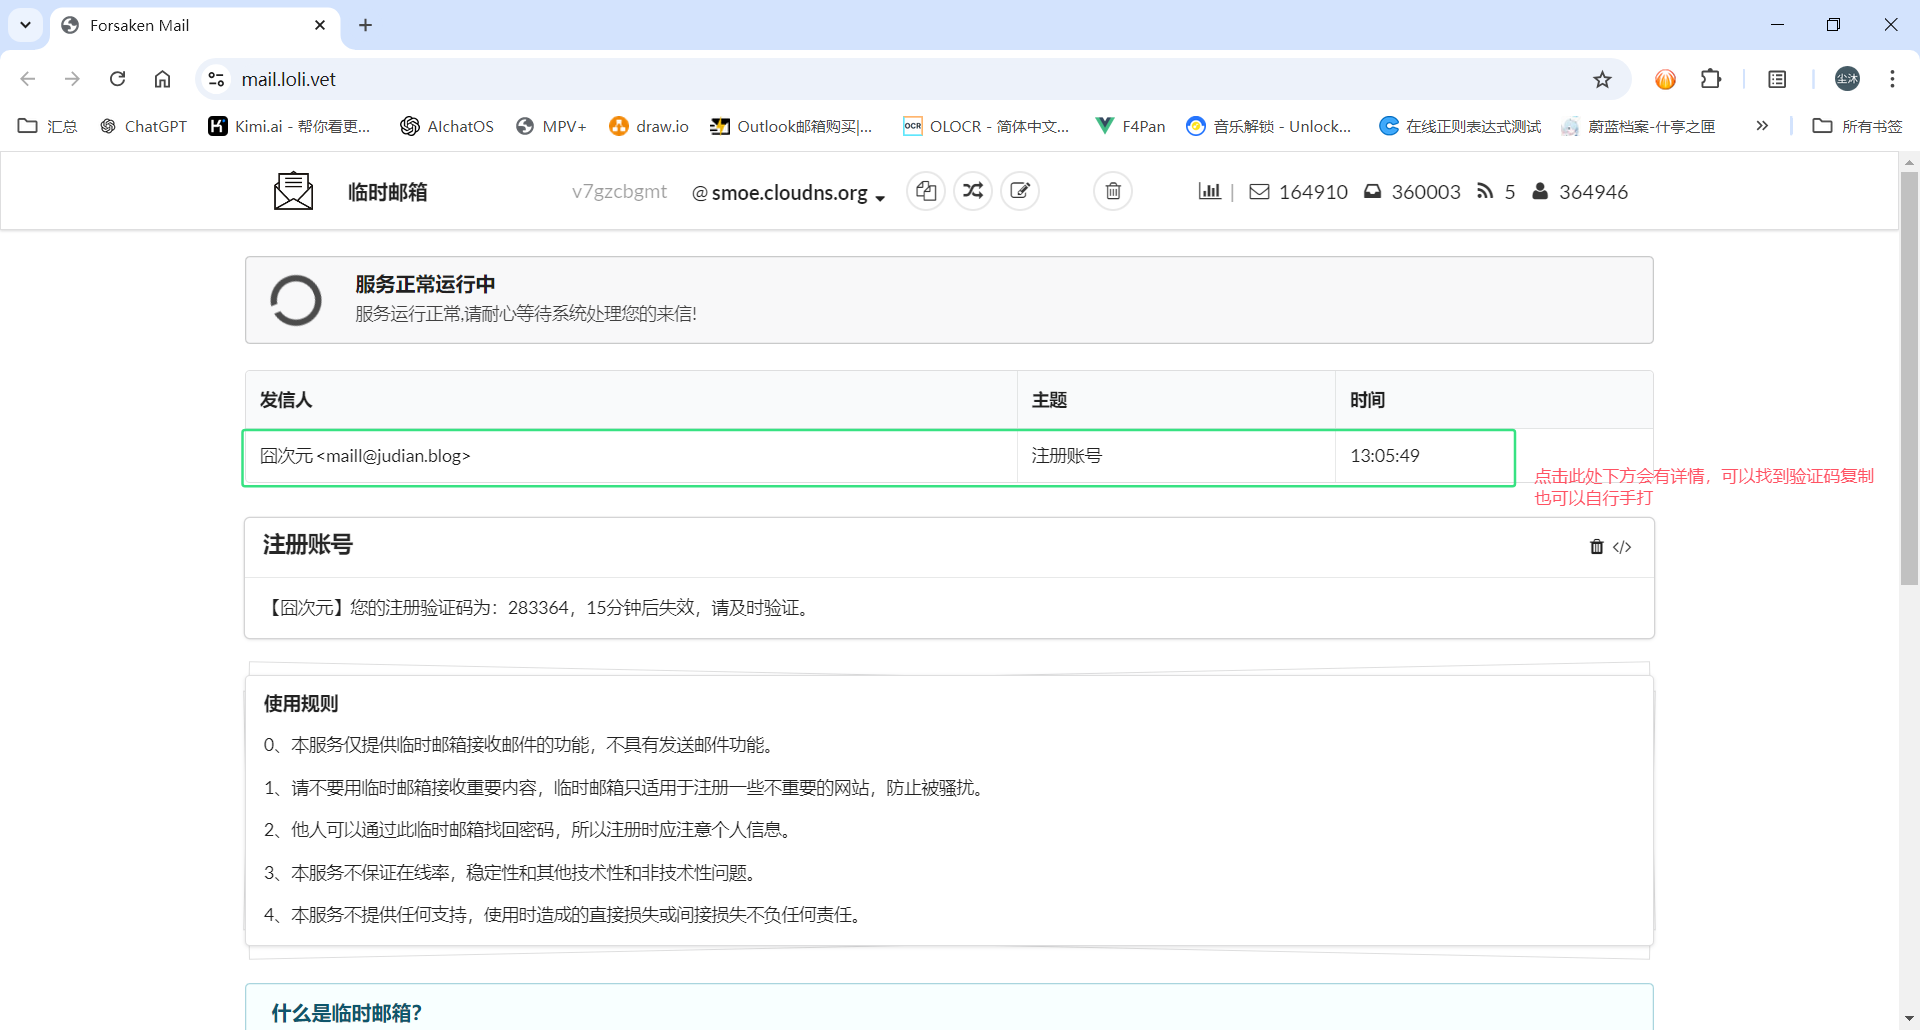 Forsaken Mail
mail.loli.vet
尘沐
汇总
ChatGPT
Kimi.ai - 帮你看更...
AIchatOS
MPV+
draw.io
Outlook邮箱购买|...
OCR
OLOCR - 简体中文...
F4Pan
音乐解锁 - Unlock...
在线正则表达式测试
蔚蓝档案-什亭之匣
所有书签
临时邮箱
v7gzcbgmt
@smoe.cloudns.org
164910
360003
5
364946
服务正常运行中
服务运行正常,请耐心等待系统处理您的来信!
发信人
主题
时间
囧次元 <maill@judian.blog>
注册账号
13:05:49
点击此处下方会有详情，可以找到验证码复制
也可以自行手打
注册账号
【囧次元】您的注册验证码为：283364，15分钟后失效，请及时验证。
使用规则
0、本服务仅提供临时邮箱接收邮件的功能，不具有发送邮件功能。
1、请不要用临时邮箱接收重要内容，临时邮箱只适用于注册一些不重要的网站，防止被骚扰。
2、他人可以通过此临时邮箱找回密码，所以注册时应注意个人信息。
3、本服务不保证在线率，稳定性和其他技术性和非技术性问题。
4、本服务不提供任何支持，使用时造成的直接损失或间接损失不负任何责任。
什么是临时邮箱？